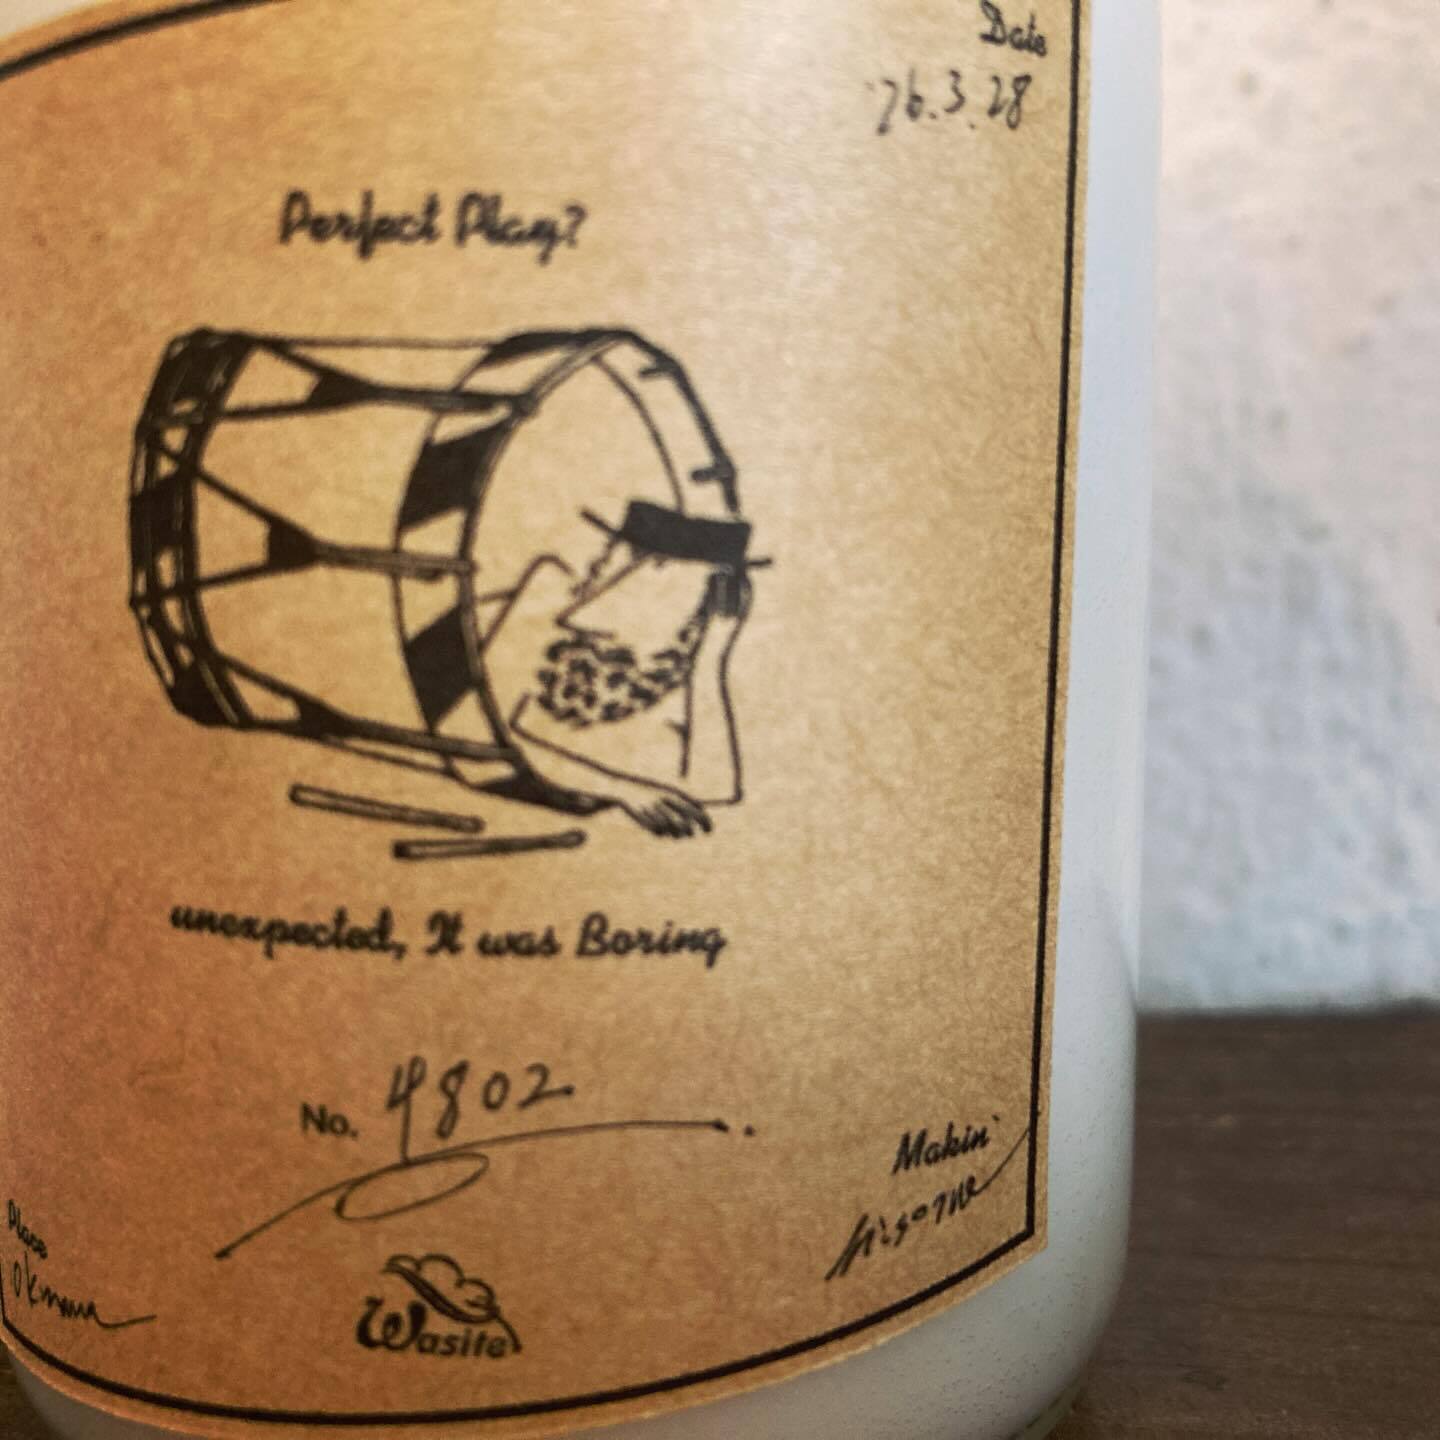 Date
'26.3.28
Perfect Play?
unexpected, It was Boring
No. 4802
Makin'
Place
Wasite